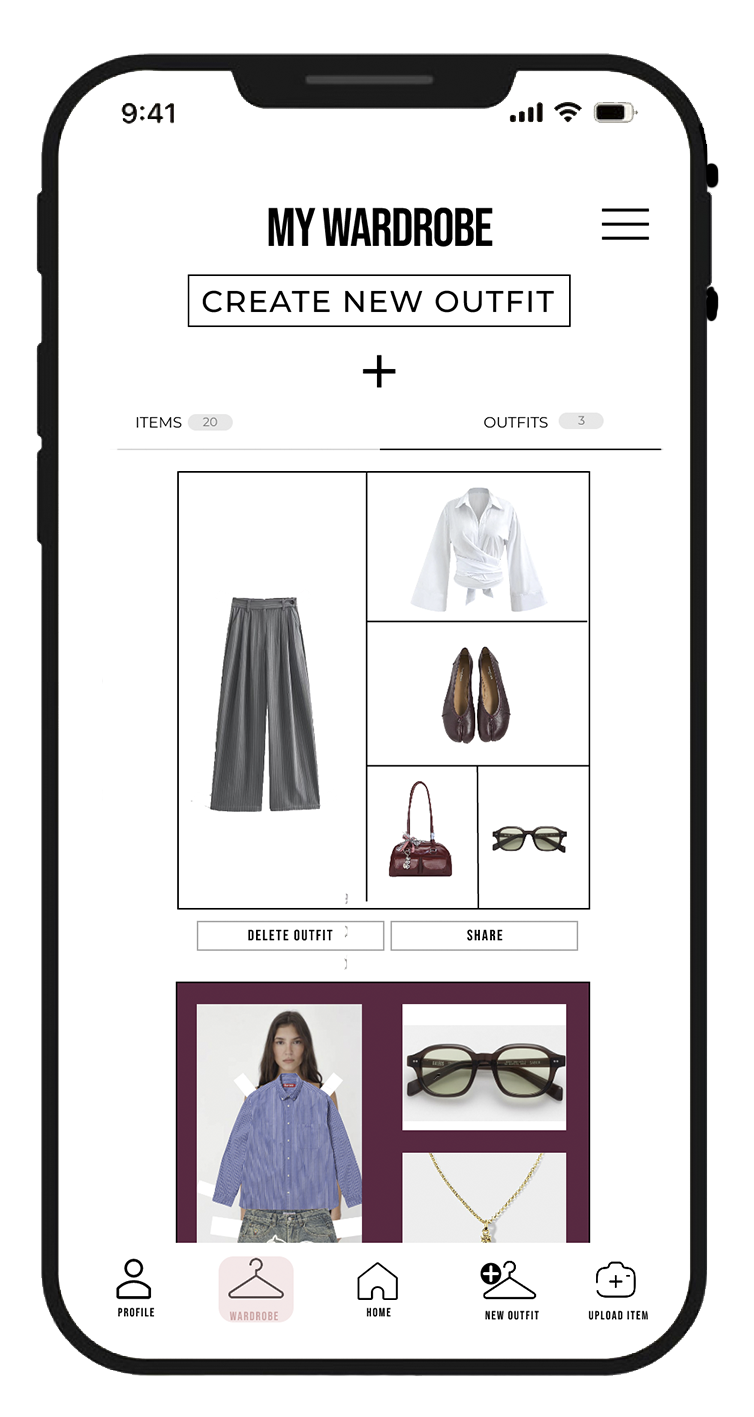 9:41
MY WARDROBE
CREATE NEW OUTFIT
+
ITEMS 20
OUTFITS 3
DELETE OUTFIT
SHARE
PROFILE
WARDROBE
HOME
NEW OUTFIT
UPLOAD ITEM